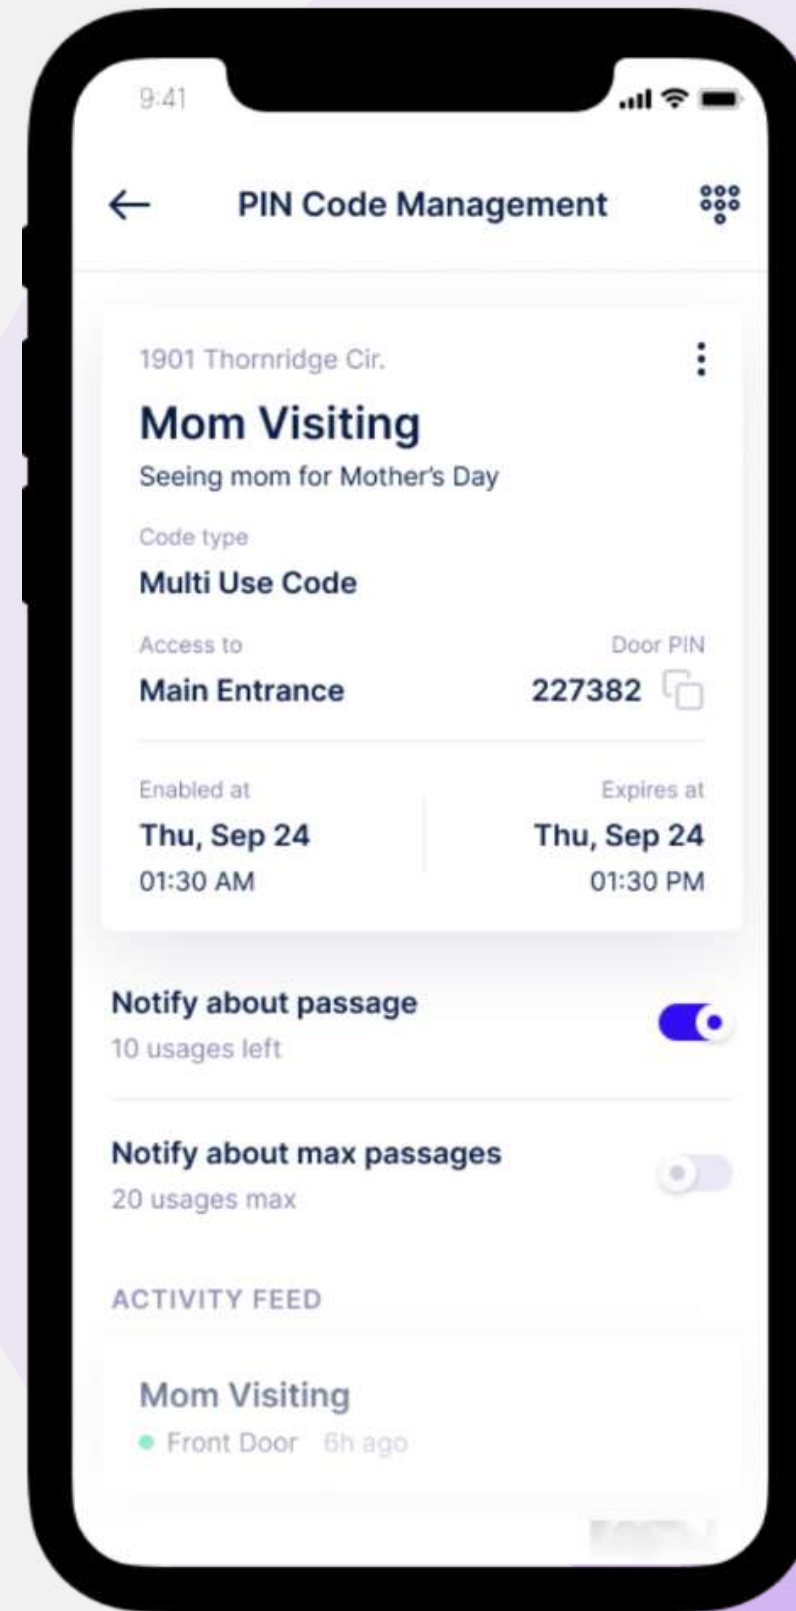 9:41
PIN Code Management
1901 Thornridge Cir.
Mom Visiting
Seeing mom for Mother's Day
Code type
Multi Use Code
Access to Door PIN
Main Entrance 227382
Enabled at Expires at
Thu, Sep 24 Thu, Sep 24
01:30 AM 01:30 PM
Notify about passage
10 usages left
Notify about max passages
20 usages max
ACTIVITY FEED
Mom Visiting
Front Door 6h ago